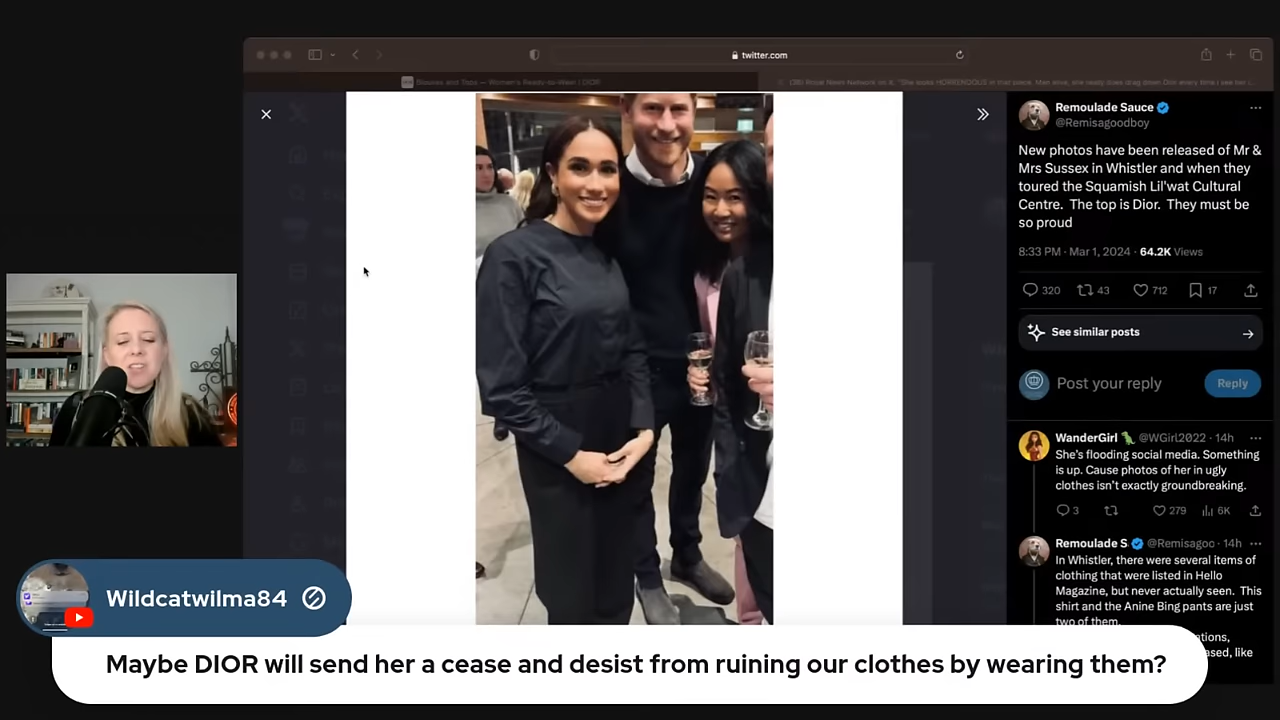 twitter.com
Remoulade Sauce
@Remisagoodboy
New photos have been released of Mr &
Mrs Sussex in Whistler and when they
toured the Squamish Lil'wat Cultural
Centre. The top is Dior. They must be
so proud
8:33 PM · Mar 1, 2024 · 64.2K Views
320 43 712 17
See similar posts
Post your reply
Reply
WanderGirl @WGirl2022 · 14h
She's flooding social media. Something
is up. Cause photos of her in ugly
clothes isn't exactly groundbreaking.
3 279 6K
Remoulade S @Remisagoo · 14h
In Whistler, there were several items of
clothing that were listed in Hello
Magazine, but never actually seen. This
shirt and the Anine Bing pants are just
two of them.
Wildcatwilma84
Maybe DIOR will send her a cease and desist from ruining our clothes by wearing them?